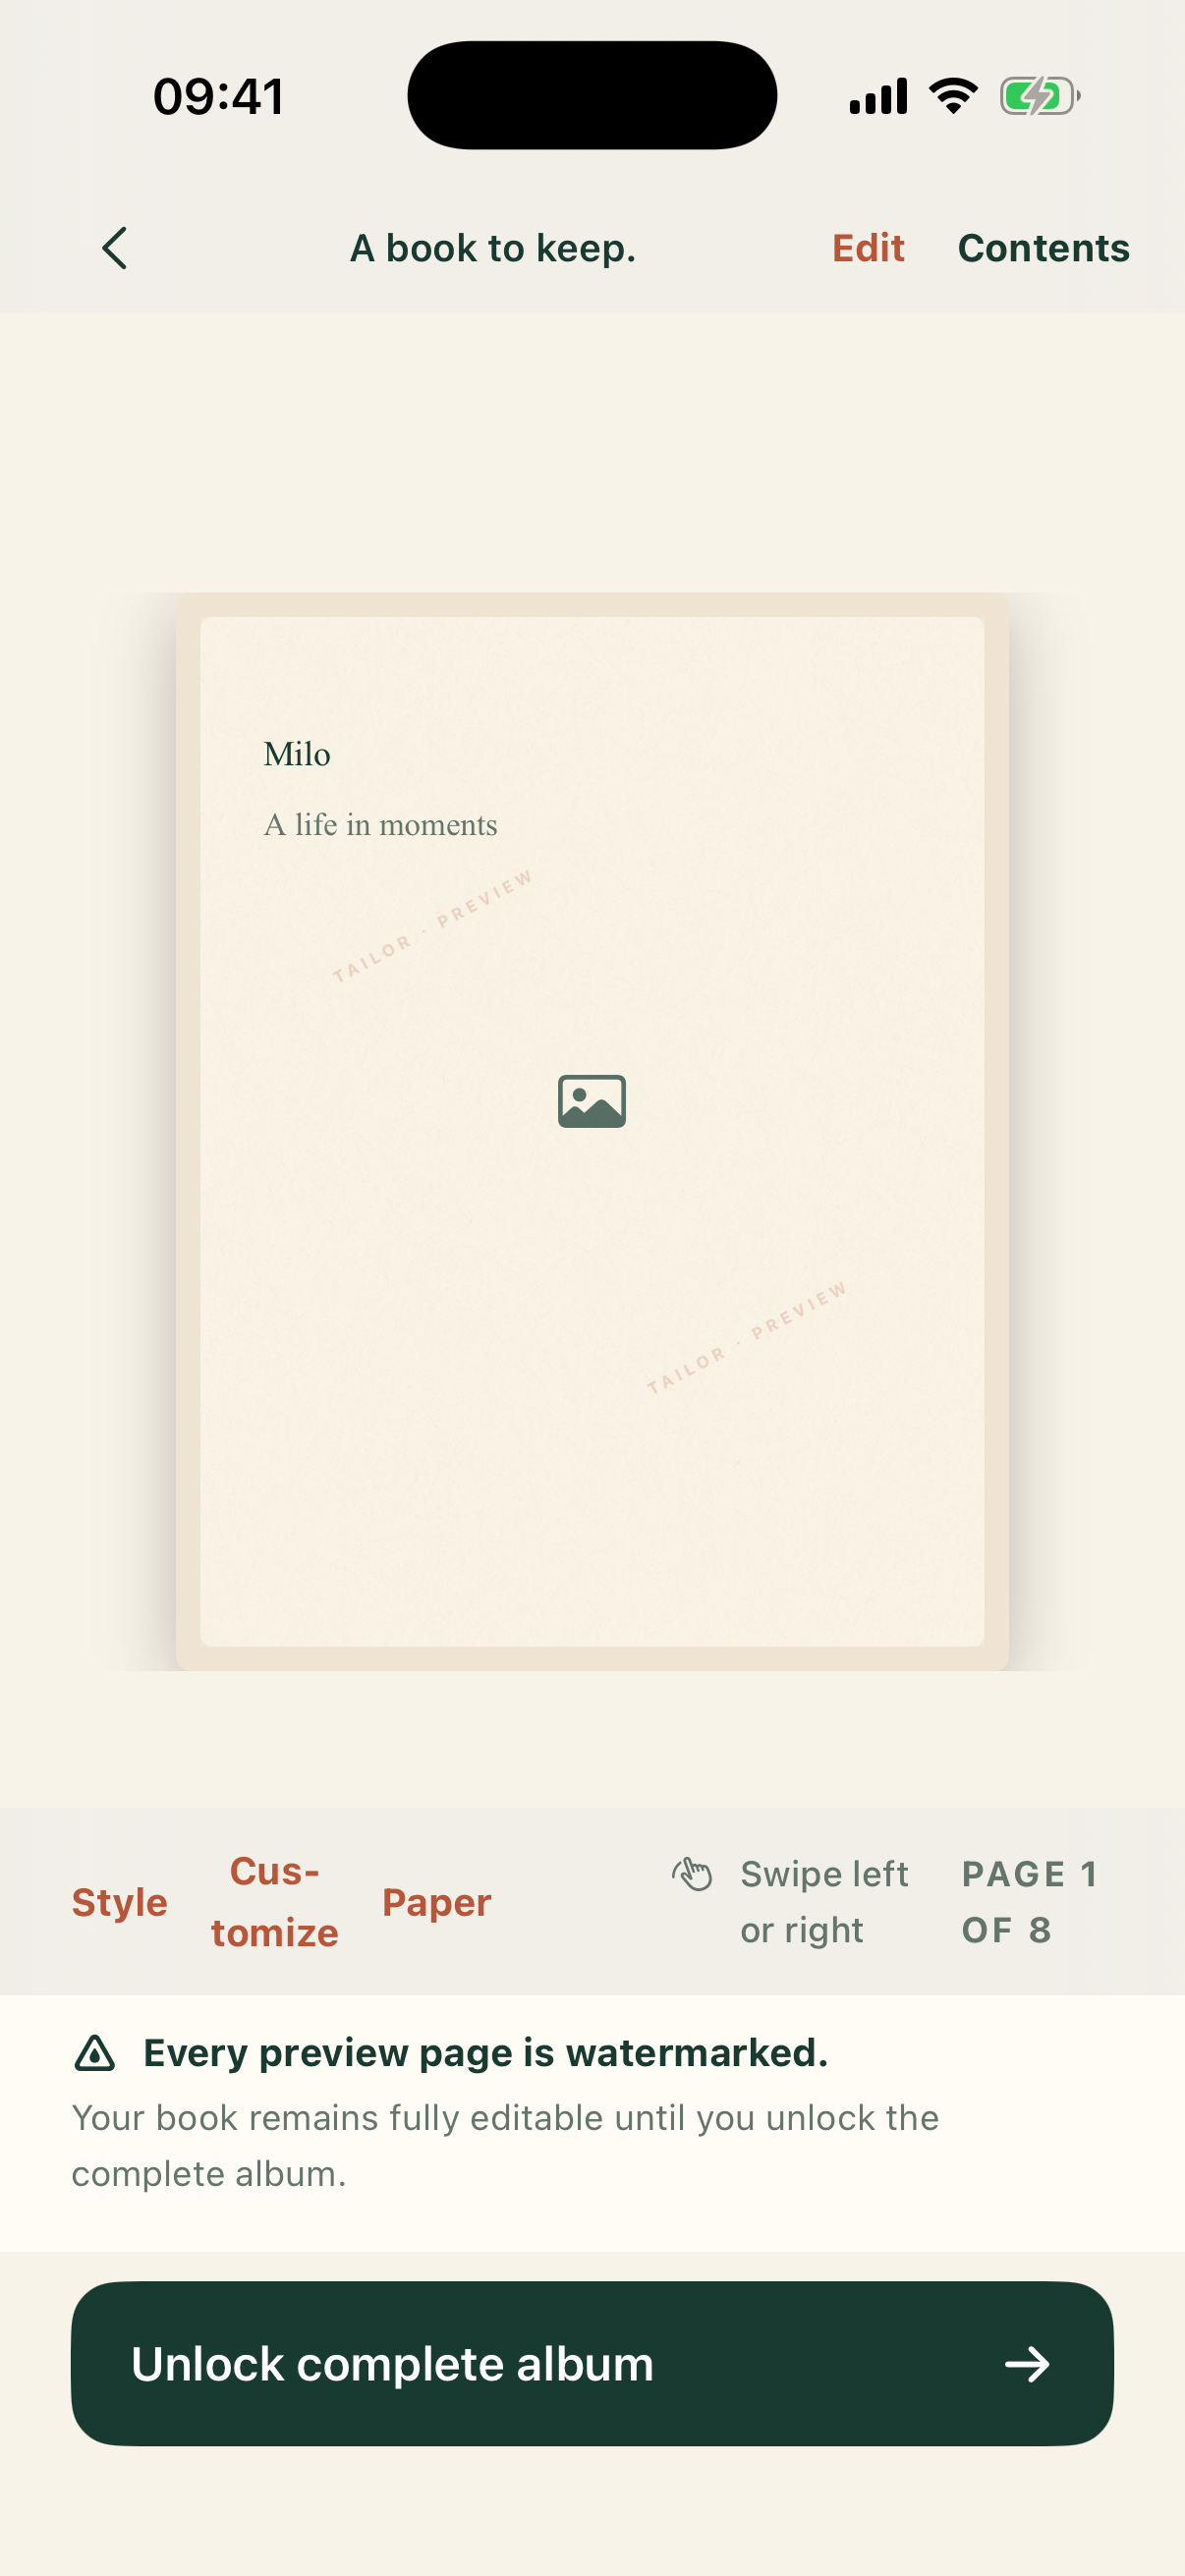 09:41
A book to keep.
Edit
Contents
Milo
A life in moments
TAILOR · PREVIEW
TAILOR · PREVIEW
Style
Cus-
tomize
Paper
Swipe left
or right
PAGE 1
OF 8
Every preview page is watermarked.
Your book remains fully editable until you unlock the
complete album.
Unlock complete album